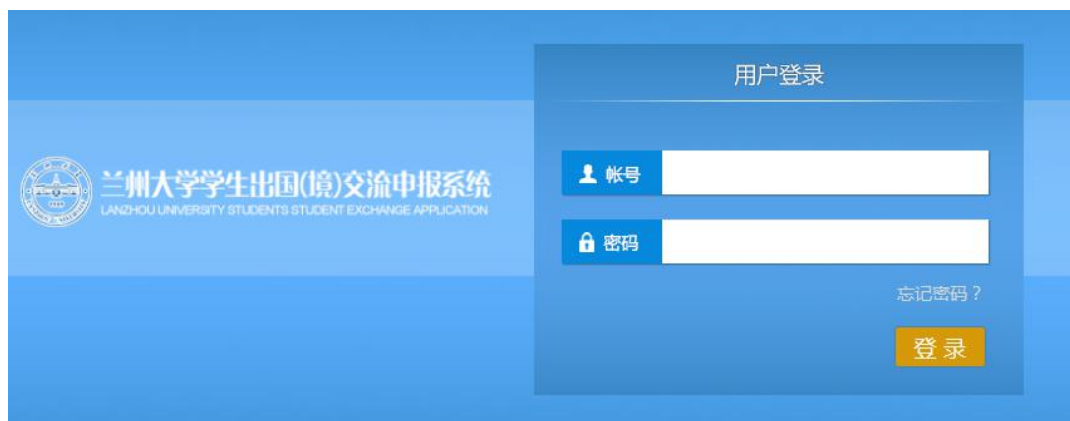 用户登录
兰州大学学生出国(境)交流申报系统
LANZHOU UNIVERSITY STUDENTS STUDENT EXCHANGE APPLICATION
帐号
密码
忘记密码？
登录